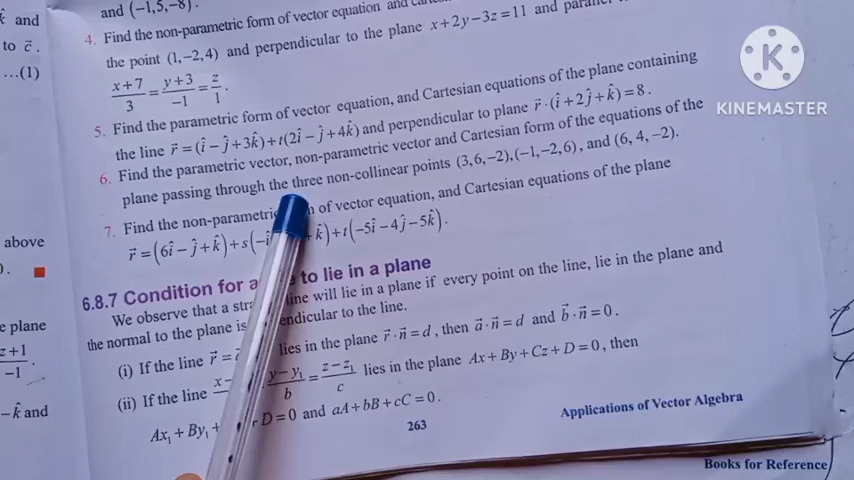 and (−1,5,−8).
4. Find the non-parametric form of vector equation and
the point (1,−2,4) and perpendicular to the plane x+2y−3z=11 and
(x+7)/3 = (y+3)/−1 = z/1.
5. Find the parametric form of vector equation, and Cartesian equations of the plane containing
the line r⃗=(î−ĵ+3k̂)+t(2î−ĵ+4k̂) and perpendicular to plane r⃗·(î+2ĵ+k̂)=8.
6. Find the parametric vector, non-parametric vector and Cartesian form of the equations of the
plane passing through the three non-collinear points (3,6,−2),(−1,−2,6), and (6,4,−2).
7. Find the non-parametric of vector equation, and Cartesian equations of the plane
r⃗=(6î−ĵ+k̂)+s(−î +k̂)+t(−5î−4ĵ−5k̂).
6.8.7 Condition for a to lie in a plane
We observe that a line will lie in a plane if every point on the line, lie in the plane and
the normal to the plane is to the line.
(i) If the line r⃗= lies in the plane r⃗·n⃗=d, then a⃗·n⃗=d and b⃗·n⃗=0.
(ii) If the line (y−y₁)/b = (z−z₁)/c lies in the plane Ax+By+Cz+D=0, then
Ax₁+By₁+ D=0 and aA+bB+cC=0.
263
Applications of Vector Algebra
Books for Reference
k̂ and
to c⃗.
...(1)
above
e plane
(z+1)/−1.
−k̂ and
KINEMASTER